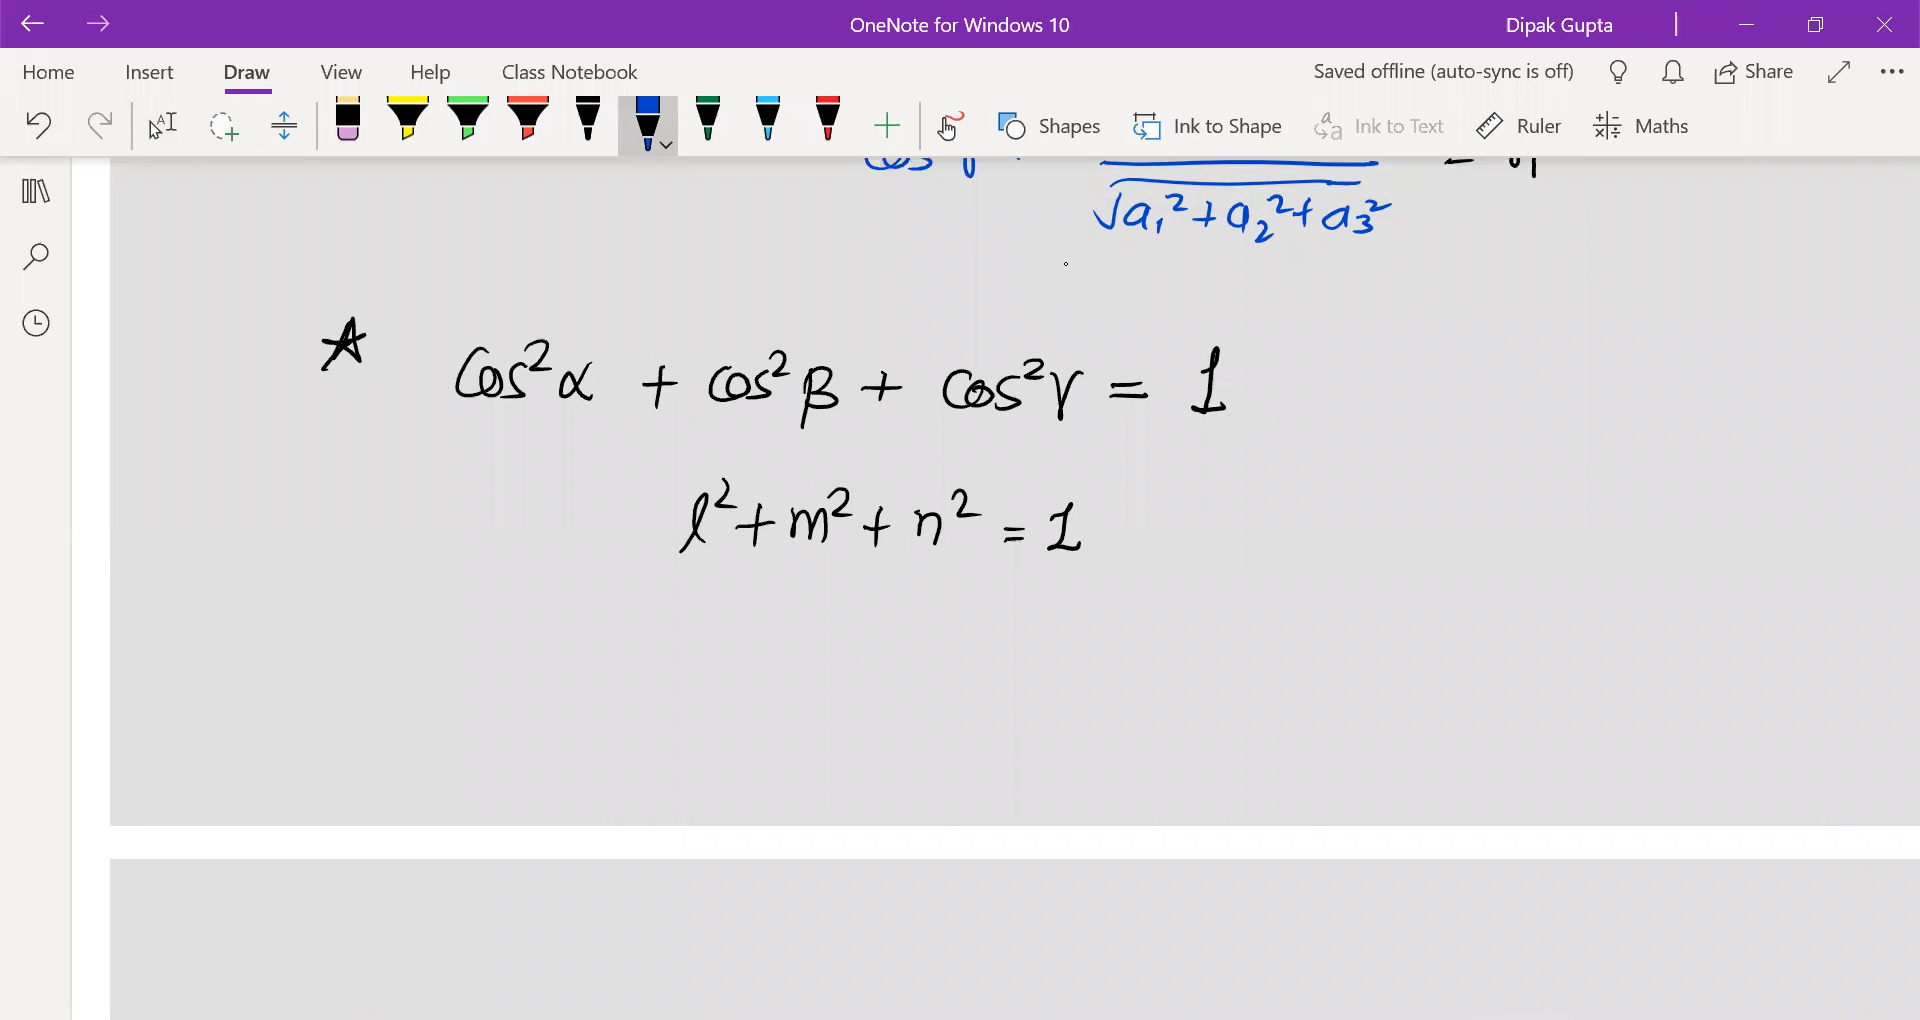 OneNote for Windows 10
Dipak Gupta
Home Insert Draw View Help Class Notebook
Saved offline (auto-sync is off) Share
Shapes Ink to Shape Ink to Text Ruler Maths
cos γ
√a₁² + a₂² + a₃²
Cos²α + cos²β + cos²γ = 1
l² + m² + n² = 1